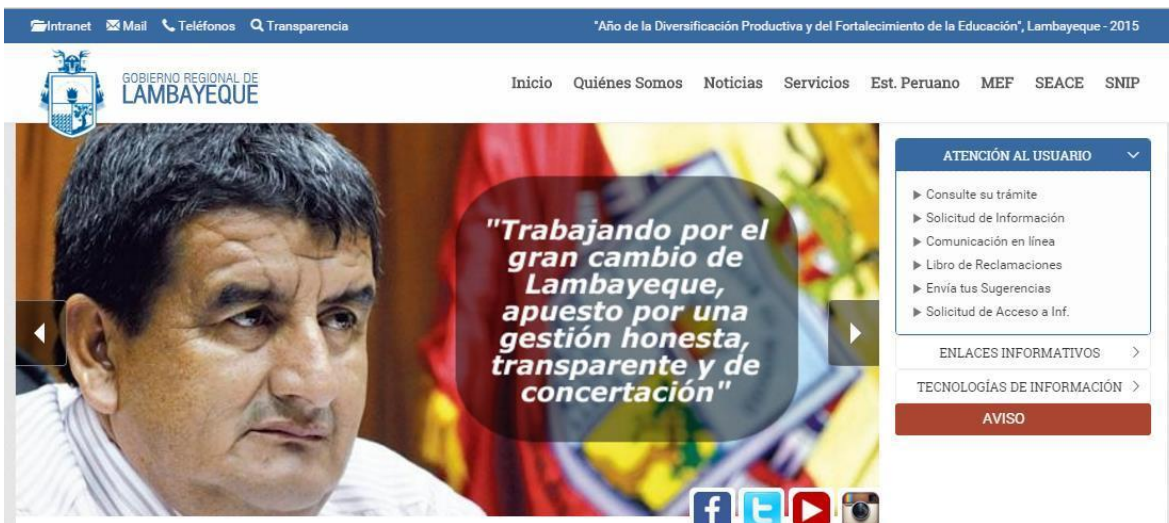 Intranet Mail Teléfonos Transparencia
"Año de la Diversificación Productiva y del Fortalecimiento de la Educación", Lambayeque - 2015
GOBIERNO REGIONAL DE
LAMBAYEQUE
Inicio Quiénes Somos Noticias Servicios Est. Peruano MEF SEACE SNIP
"Trabajando por el
gran cambio de
Lambayeque,
apuesto por una
gestión honesta,
transparente y de
concertación"
ATENCIÓN AL USUARIO
Consulte su trámite
Solicitud de Información
Comunicación en línea
Libro de Reclamaciones
Envía tus Sugerencias
Solicitud de Acceso a Inf.
ENLACES INFORMATIVOS
TECNOLOGÍAS DE INFORMACIÓN
AVISO